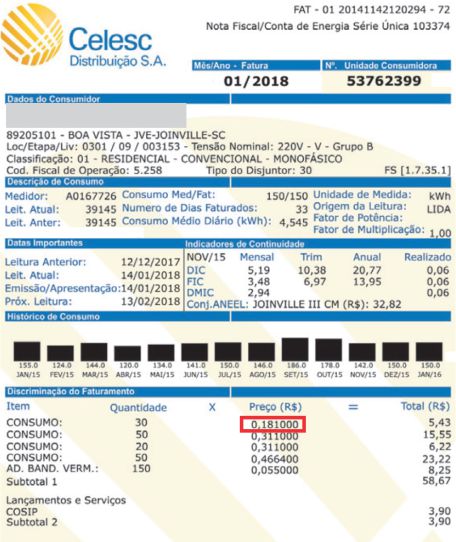 FAT - 01 20141142120294 - 72
Nota Fiscal/Conta de Energia Série Única 103374
Celesc
Distribuição S.A.
Mês/Ano - Fatura Nº. Unidade Consumidora
01/2018 53762399
Dados do Consumidor
89205101 - BOA VISTA - JVE-JOINVILLE-SC
Loc/Etapa/Liv: 0301 / 09 / 003153 - Tensão Nominal: 220V - V - Grupo B
Classificação: 01 - RESIDENCIAL - CONVENCIONAL - MONOFÁSICO
Cod. Fiscal de Operação: 5.258 Tipo do Disjuntor: 30 FS [1.7.35.1]
Descrição de Consumo
Medidor: A0167726 Consumo Med/Fat: 150/150 Unidade de Medida: kWh
Leit. Atual: 39145 Numero de Dias Faturados: 33 Origem da Leitura: LIDA
Leit. Anter: 39145 Consumo Médio Diário (kWh): 4,545 Fator de Potência:
Fator de Multiplicação: 1,00
Datas Importantes Indicadores de Continuidade
NOV/15 Mensal Trim Anual Realizado
Leitura Anterior: 12/12/2017 DIC 5,19 10,38 20,77 0,06
Leit. Atual: 14/01/2018 FIC 3,48 6,97 13,95 0,06
Emissão/Apresentação: 14/01/2018 DMIC 2,94 0,06
Próx. Leitura: 13/02/2018 Conj.ANEEL: JOINVILLE III CM (R$): 32,82
Histórico de Consumo
155.0 124.0 144.0 120.0 134.0 141.0 150.0 146.0 186.0 178.0 142.0 150.0 150.0
JAN/15 FEV/15 MAR/15 ABR/15 MAI/15 JUN/15 JUL/15 AGO/15 SET/15 OUT/15 NOV/15 DEZ/15 JAN/16
Discriminação do Faturamento
Item Quantidade X Preço (R$) = Total (R$)
CONSUMO: 30 0,181000 5,43
CONSUMO: 50 0,311000 15,55
CONSUMO: 20 0,311000 6,22
CONSUMO: 50 0,466400 23,22
AD. BAND. VERM.: 150 0,055000 8,25
Subtotal 1 58,67
Lançamentos e Serviços
COSIP 3,90
Subtotal 2 3,90